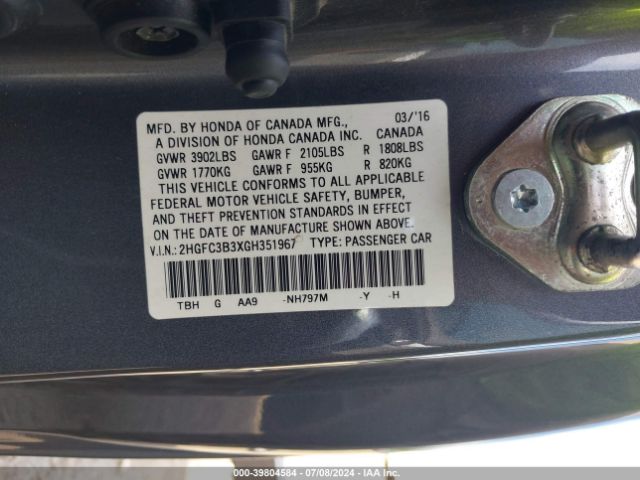 MFD. BY HONDA OF CANADA MFG., 03/'16
A DIVISION OF HONDA CANADA INC. CANADA
GVWR 3902LBS GAWR F 2105LBS R 1808LBS
GVWR 1770KG GAWR F 955KG R 820KG
THIS VEHICLE CONFORMS TO ALL APPLICABLE
FEDERAL MOTOR VEHICLE SAFETY, BUMPER,
AND THEFT PREVENTION STANDARDS IN EFFECT
ON THE DATE OF MANUFACTURE SHOWN ABOVE.
V.I.N.: 2HGFC3B3XGH351967 TYPE: PASSENGER CAR
TBH G AA9 -NH797M -Y -H
000-39804584 - 07/08/2024 - IAA Inc.